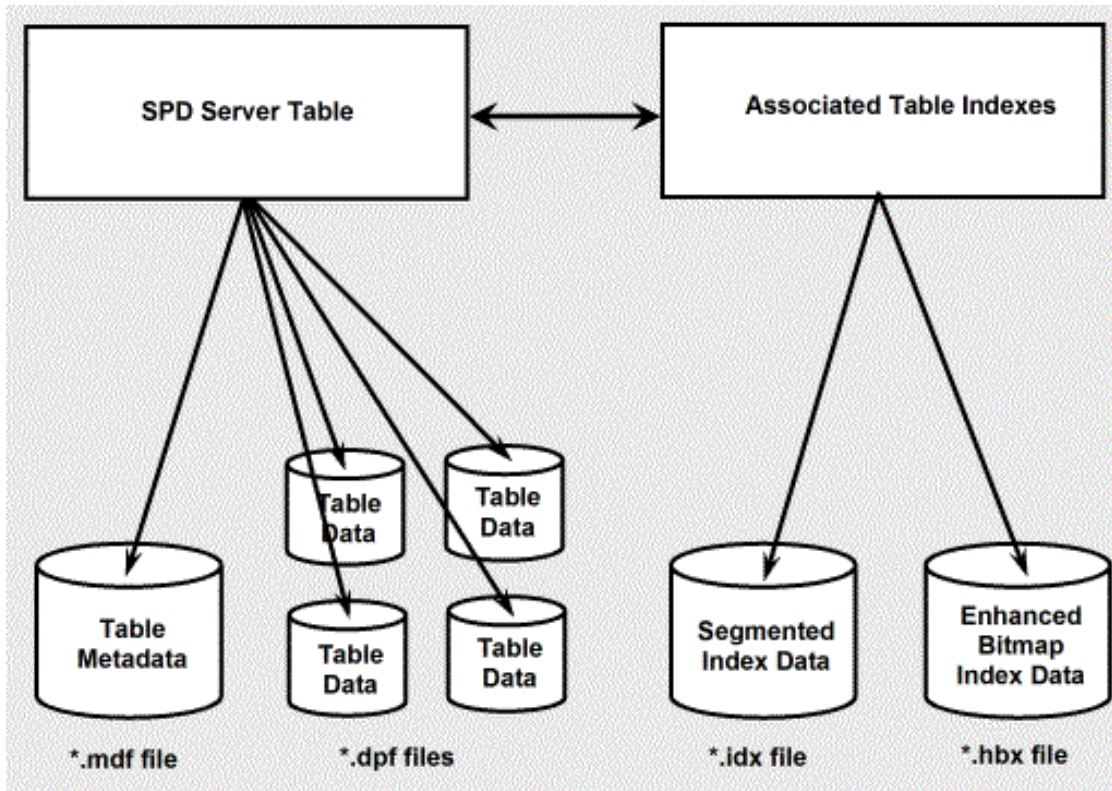 SPD Server Table
Associated Table Indexes
Table
Data
Table
Data
Table
Metadata
Table
Data
Table
Data
Segmented
Index Data
Enhanced
Bitmap
Index Data
*.mdf file
*.dpf files
*.idx file
*.hbx file